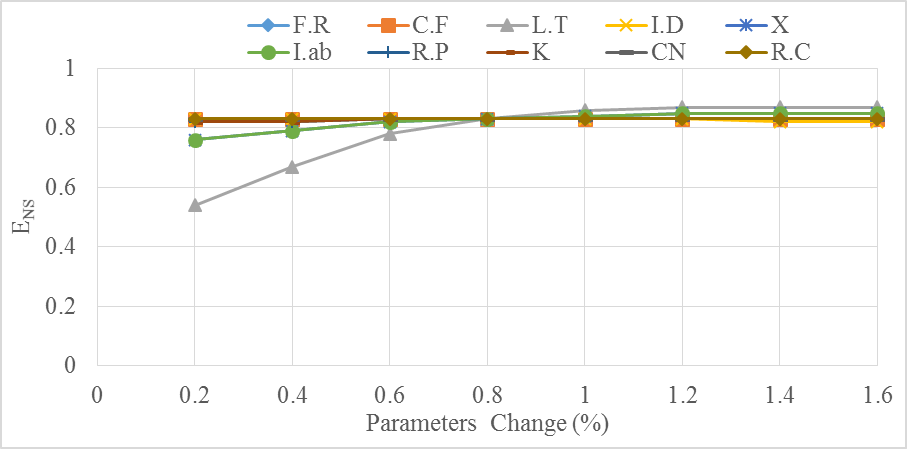 F.R C.F L.T I.D X
I.ab R.P K CN R.C
1
0.8
0.6
0.4
0.2
0
E_NS
0 0.2 0.4 0.6 0.8 1 1.2 1.4 1.6
Parameters Change (%)